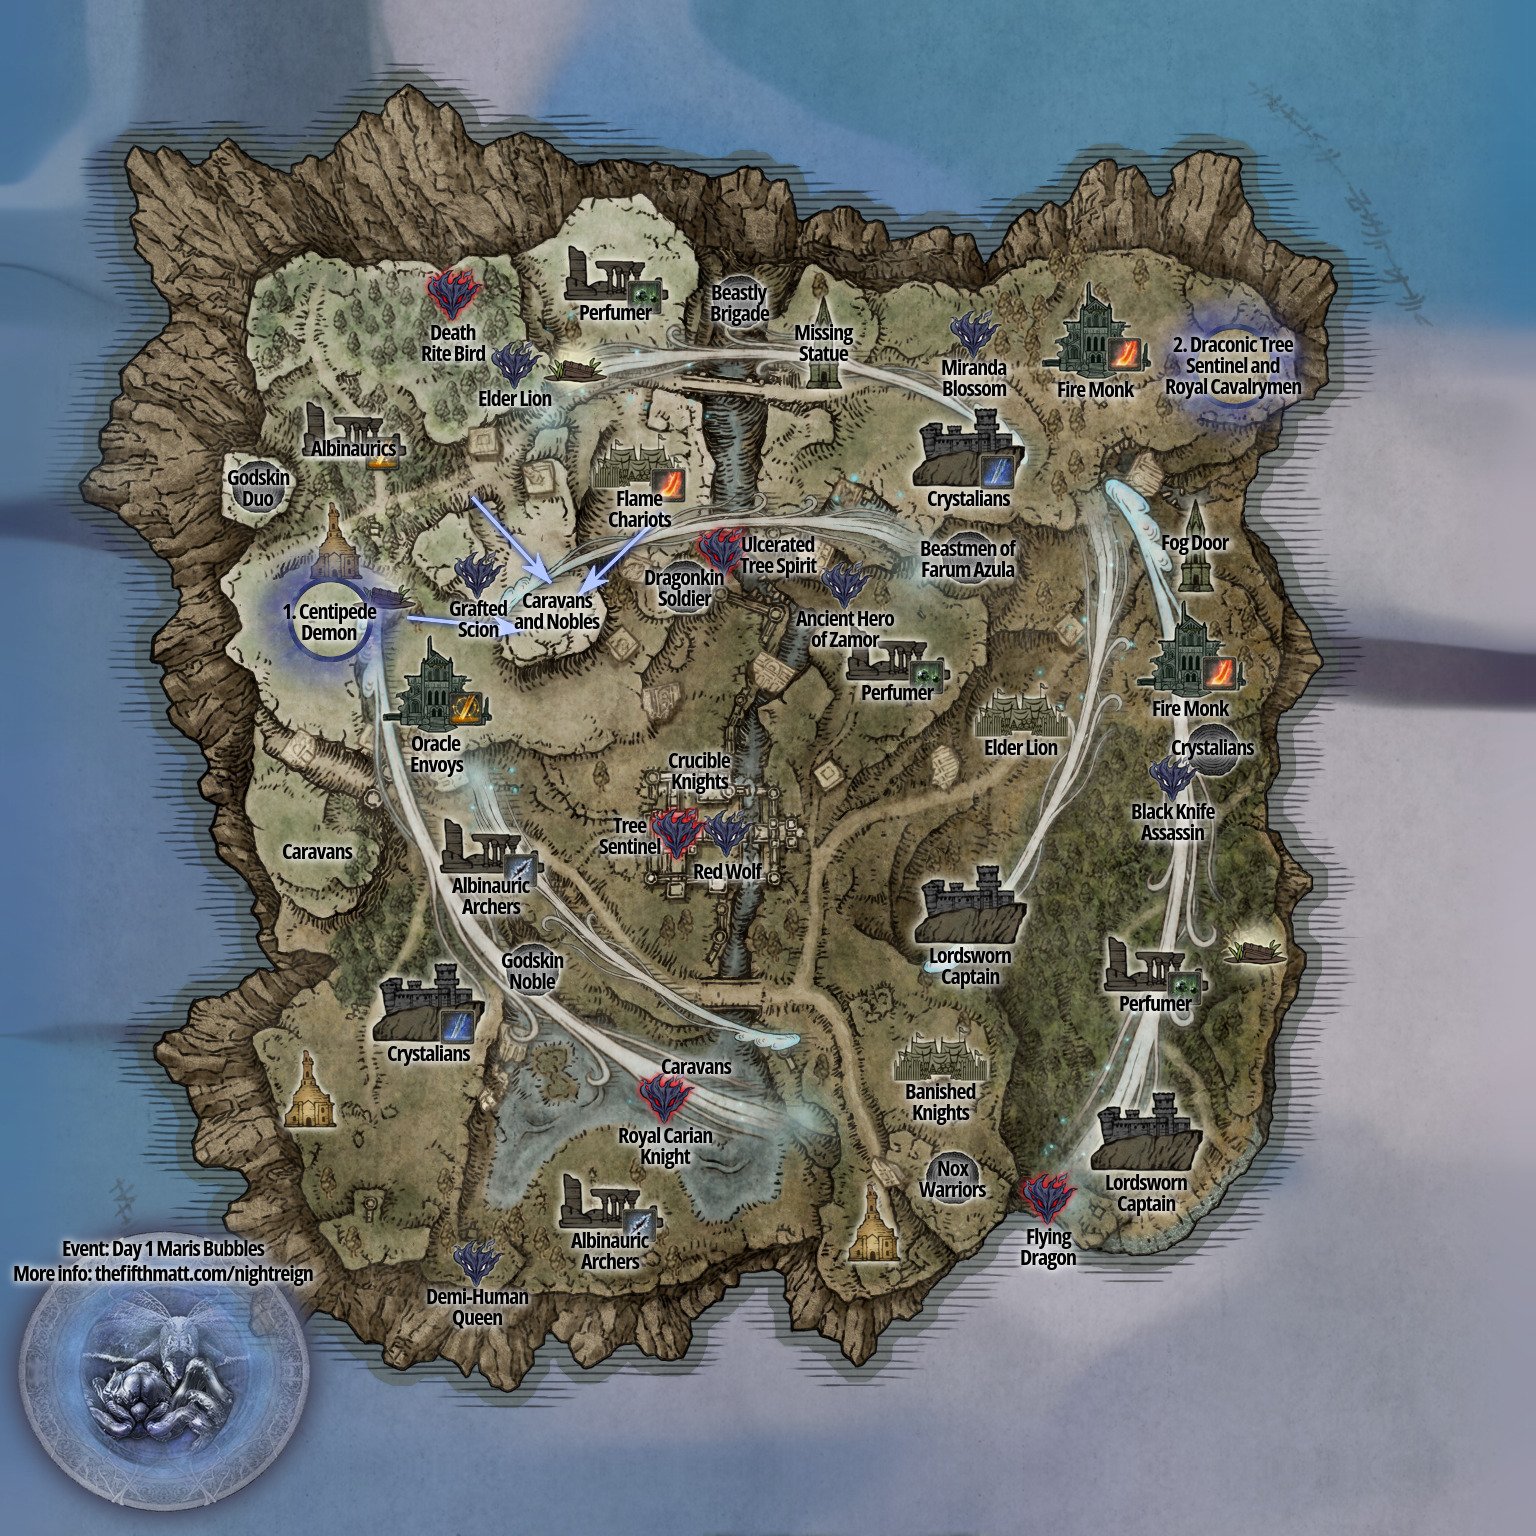 Beastly
Brigade
Perfumer
Death
Rite Bird
Missing
Statue
Elder Lion
Miranda
Blossom
Fire Monk
2. Draconic Tree
Sentinel and
Royal Cavalrymen
Albinaurics
Godskin
Duo
Flame
Chariots
Crystalians
Ulcerated
Tree Spirit
Beastmen of
Farum Azula
Fog Door
Dragonkin
Soldier
1. Centipede
Demon
Grafted
Scion
Caravans
and Nobles
Ancient Hero
of Zamor
Perfumer
Fire Monk
Oracle
Envoys
Elder Lion
Crystalians
Crucible
Knights
Black Knife
Assassin
Tree
Sentinel
Red Wolf
Caravans
Albinauric
Archers
Godskin
Noble
Lordsworn
Captain
Perfumer
Crystalians
Caravans
Royal Carian
Knight
Banished
Knights
Nox
Warriors
Lordsworn
Captain
Albinauric
Archers
Flying
Dragon
Demi-Human
Queen
Event: Day 1 Maris Bubbles
More info: thefifthmatt.com/nightreign